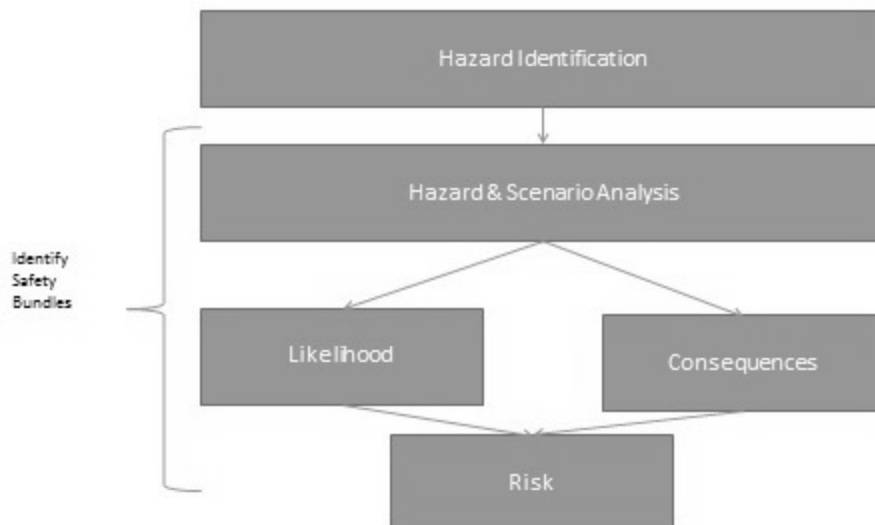 Hazard Identification
Hazard & Scenario Analysis
Identify
Safety
Bundles
Likelihood
Consequences
Risk